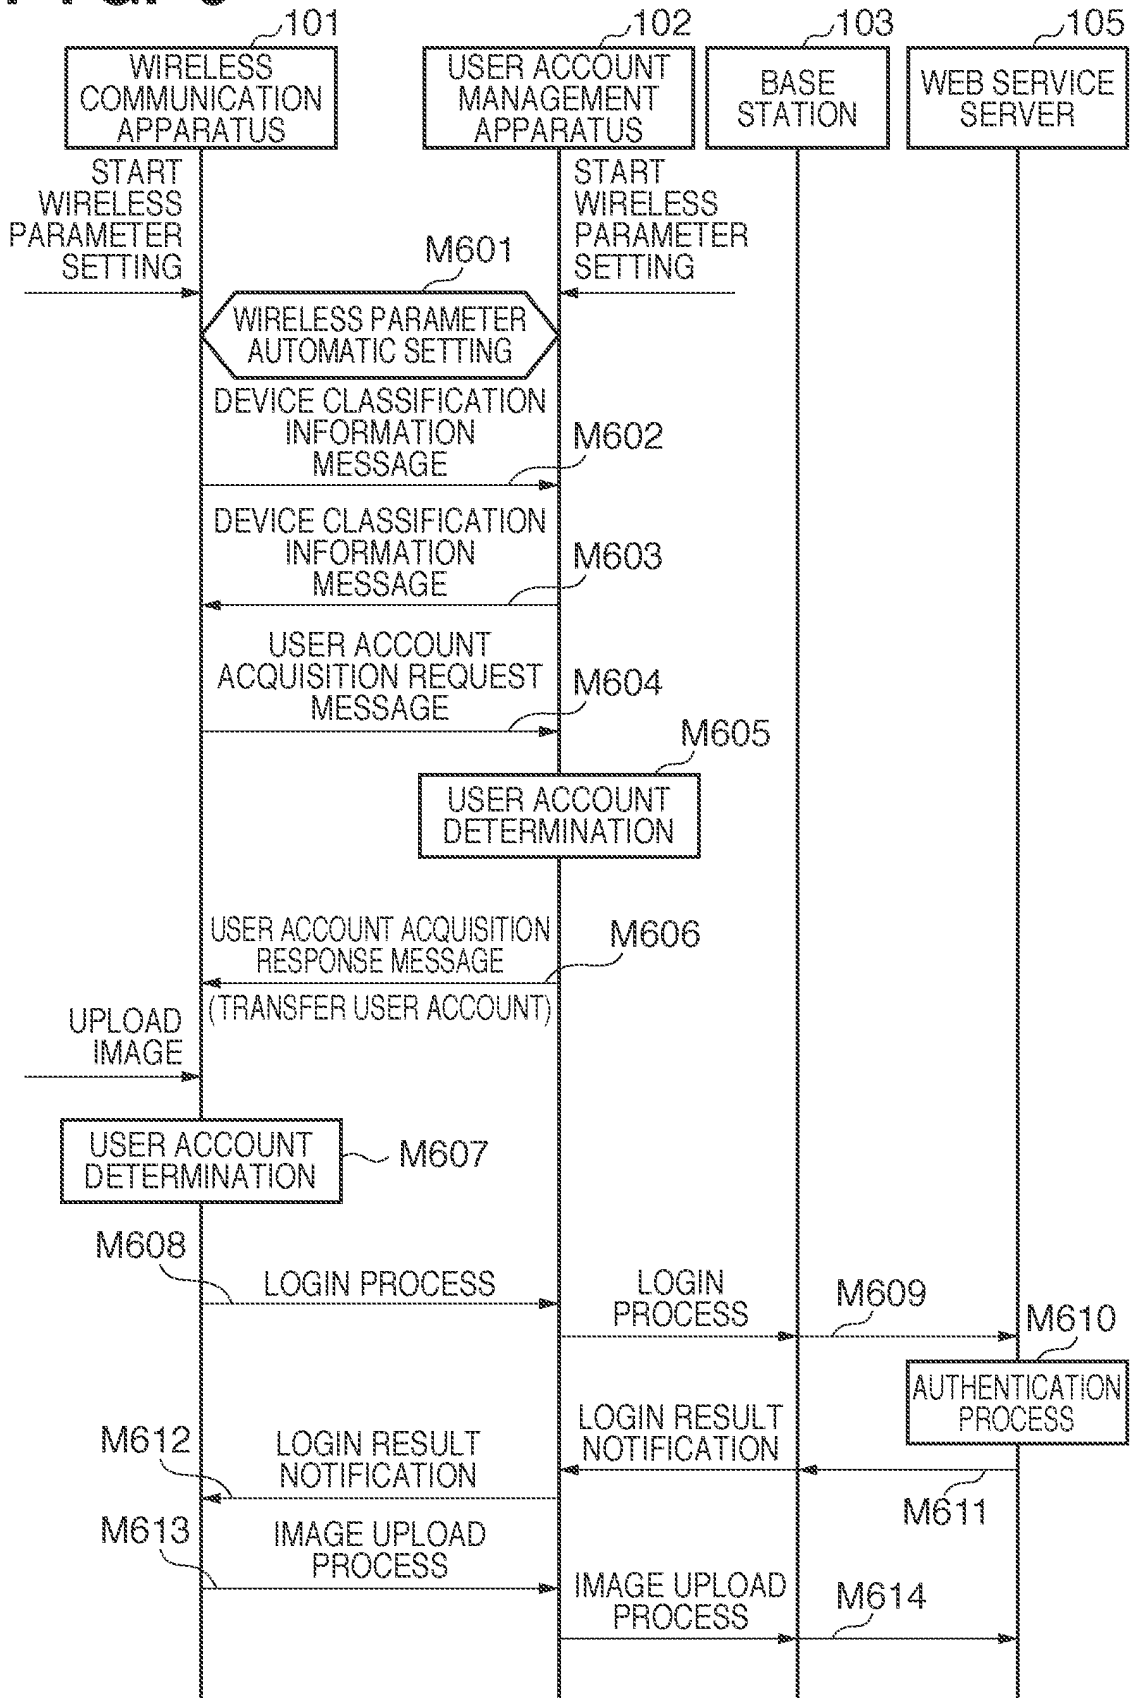 101
102
103
105
WIRELESS
COMMUNICATION
APPARATUS
USER ACCOUNT
MANAGEMENT
APPARATUS
BASE
STATION
WEB SERVICE
SERVER
START
WIRELESS
PARAMETER
SETTING
START
WIRELESS
PARAMETER
SETTING
M601
WIRELESS PARAMETER
AUTOMATIC SETTING
DEVICE CLASSIFICATION
INFORMATION
MESSAGE
M602
DEVICE CLASSIFICATION
INFORMATION
MESSAGE
M603
USER ACCOUNT
ACQUISITION REQUEST
MESSAGE
M604
M605
USER ACCOUNT
DETERMINATION
USER ACCOUNT ACQUISITION
RESPONSE MESSAGE
M606
(TRANSFER USER ACCOUNT)
UPLOAD
IMAGE
USER ACCOUNT
DETERMINATION
M607
M608
LOGIN PROCESS
LOGIN
PROCESS
M609
M610
AUTHENTICATION
PROCESS
LOGIN RESULT
NOTIFICATION
M611
M612
LOGIN RESULT
NOTIFICATION
M613
IMAGE UPLOAD
PROCESS
IMAGE UPLOAD
PROCESS
M614